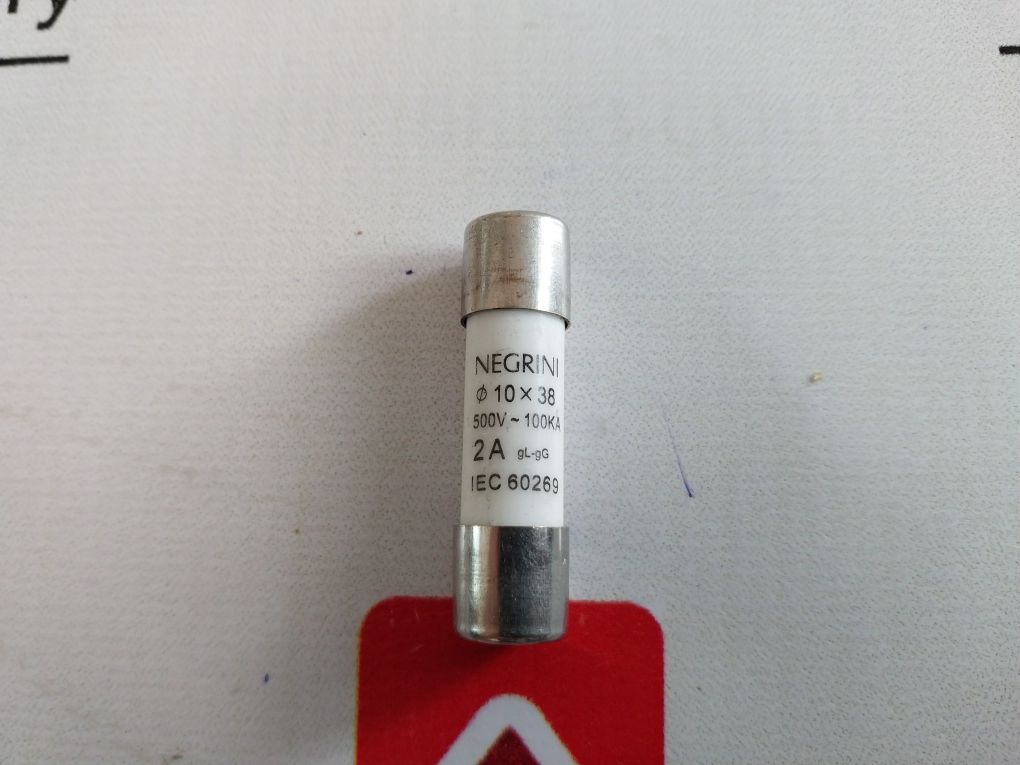 NEGRINI
⌀ 10 × 38
500V ~ 100KA
2A gL-gG
IEC 60269